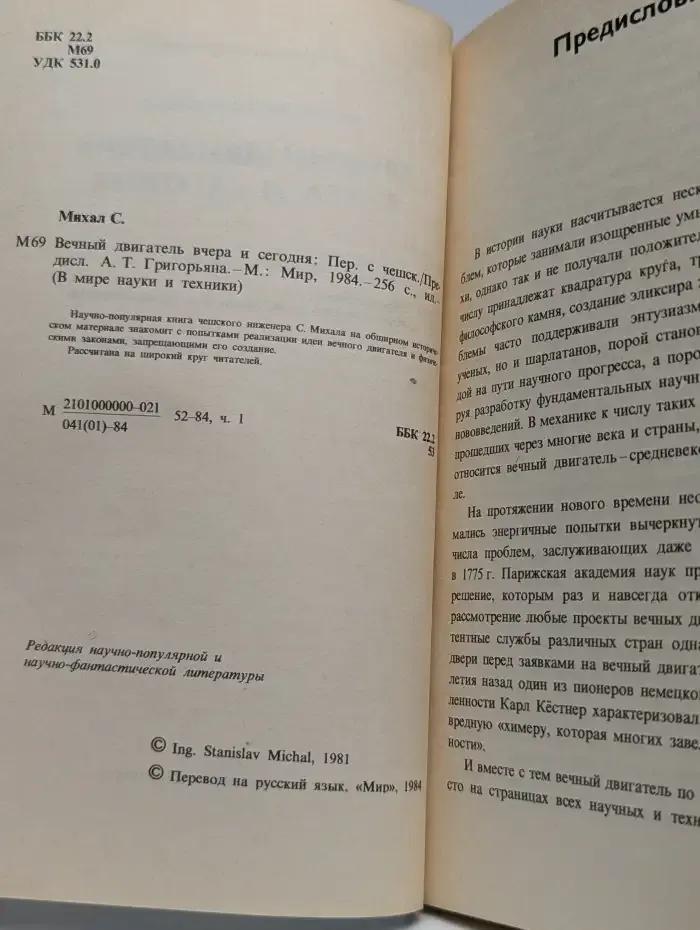 ББК 22.2
М69
УДК 531.0
Михал С.
М69 Вечный двигатель вчера и сегодня: Пер. с чешск./Пре-
дисл. А. Т. Григорьяна.–М.: Мир, 1984.–256 с., ил.–
(В мире науки и техники)
Научно-популярная книга чешского инженера С. Михала на обширном историче-
ском материале знакомит с попытками реализации идеи вечного двигателя и физиче-
скими законами, запрещающими его создание.
Рассчитана на широкий круг читателей.
М 2101000000–021
041(01)–84
52–84, ч. 1
ББК 22.2
53
Редакция научно-популярной и
научно-фантастической литературы
© Ing. Stanislav Michal, 1981
© Перевод на русский язык. «Мир», 1984
Предислов
В истории науки насчитывается неск
блем, которые занимали изощренные умы
хи, однако так и не получали положител
числу принадлежат квадратура круга, тр
философского камня, создание эликсира
блемы часто поддерживали энтузиазм
ученых, но и шарлатанов, порой станов
дой на пути научного прогресса, а поро
руя разработку фундаментальных научн
нововведений. В механике к числу таких
прошедших через многие века и страны,
относится вечный двигатель–средневеко
ле.
На протяжении нового времени нео
мались энергичные попытки вычеркнут
числа проблем, заслуживающих даже
в 1775 г. Парижская академия наук пр
решение, которым раз и навсегда отк
рассмотрение любые проекты вечных дв
тентные службы различных стран одна
двери перед заявками на вечный двигат
летия назад один из пионеров немецко
ленности Карл Кёстнер характеризовал
вредную «химеру, которая многих заве
ности».
И вместе с тем вечный двигатель по
сто на страницах всех научных и техн